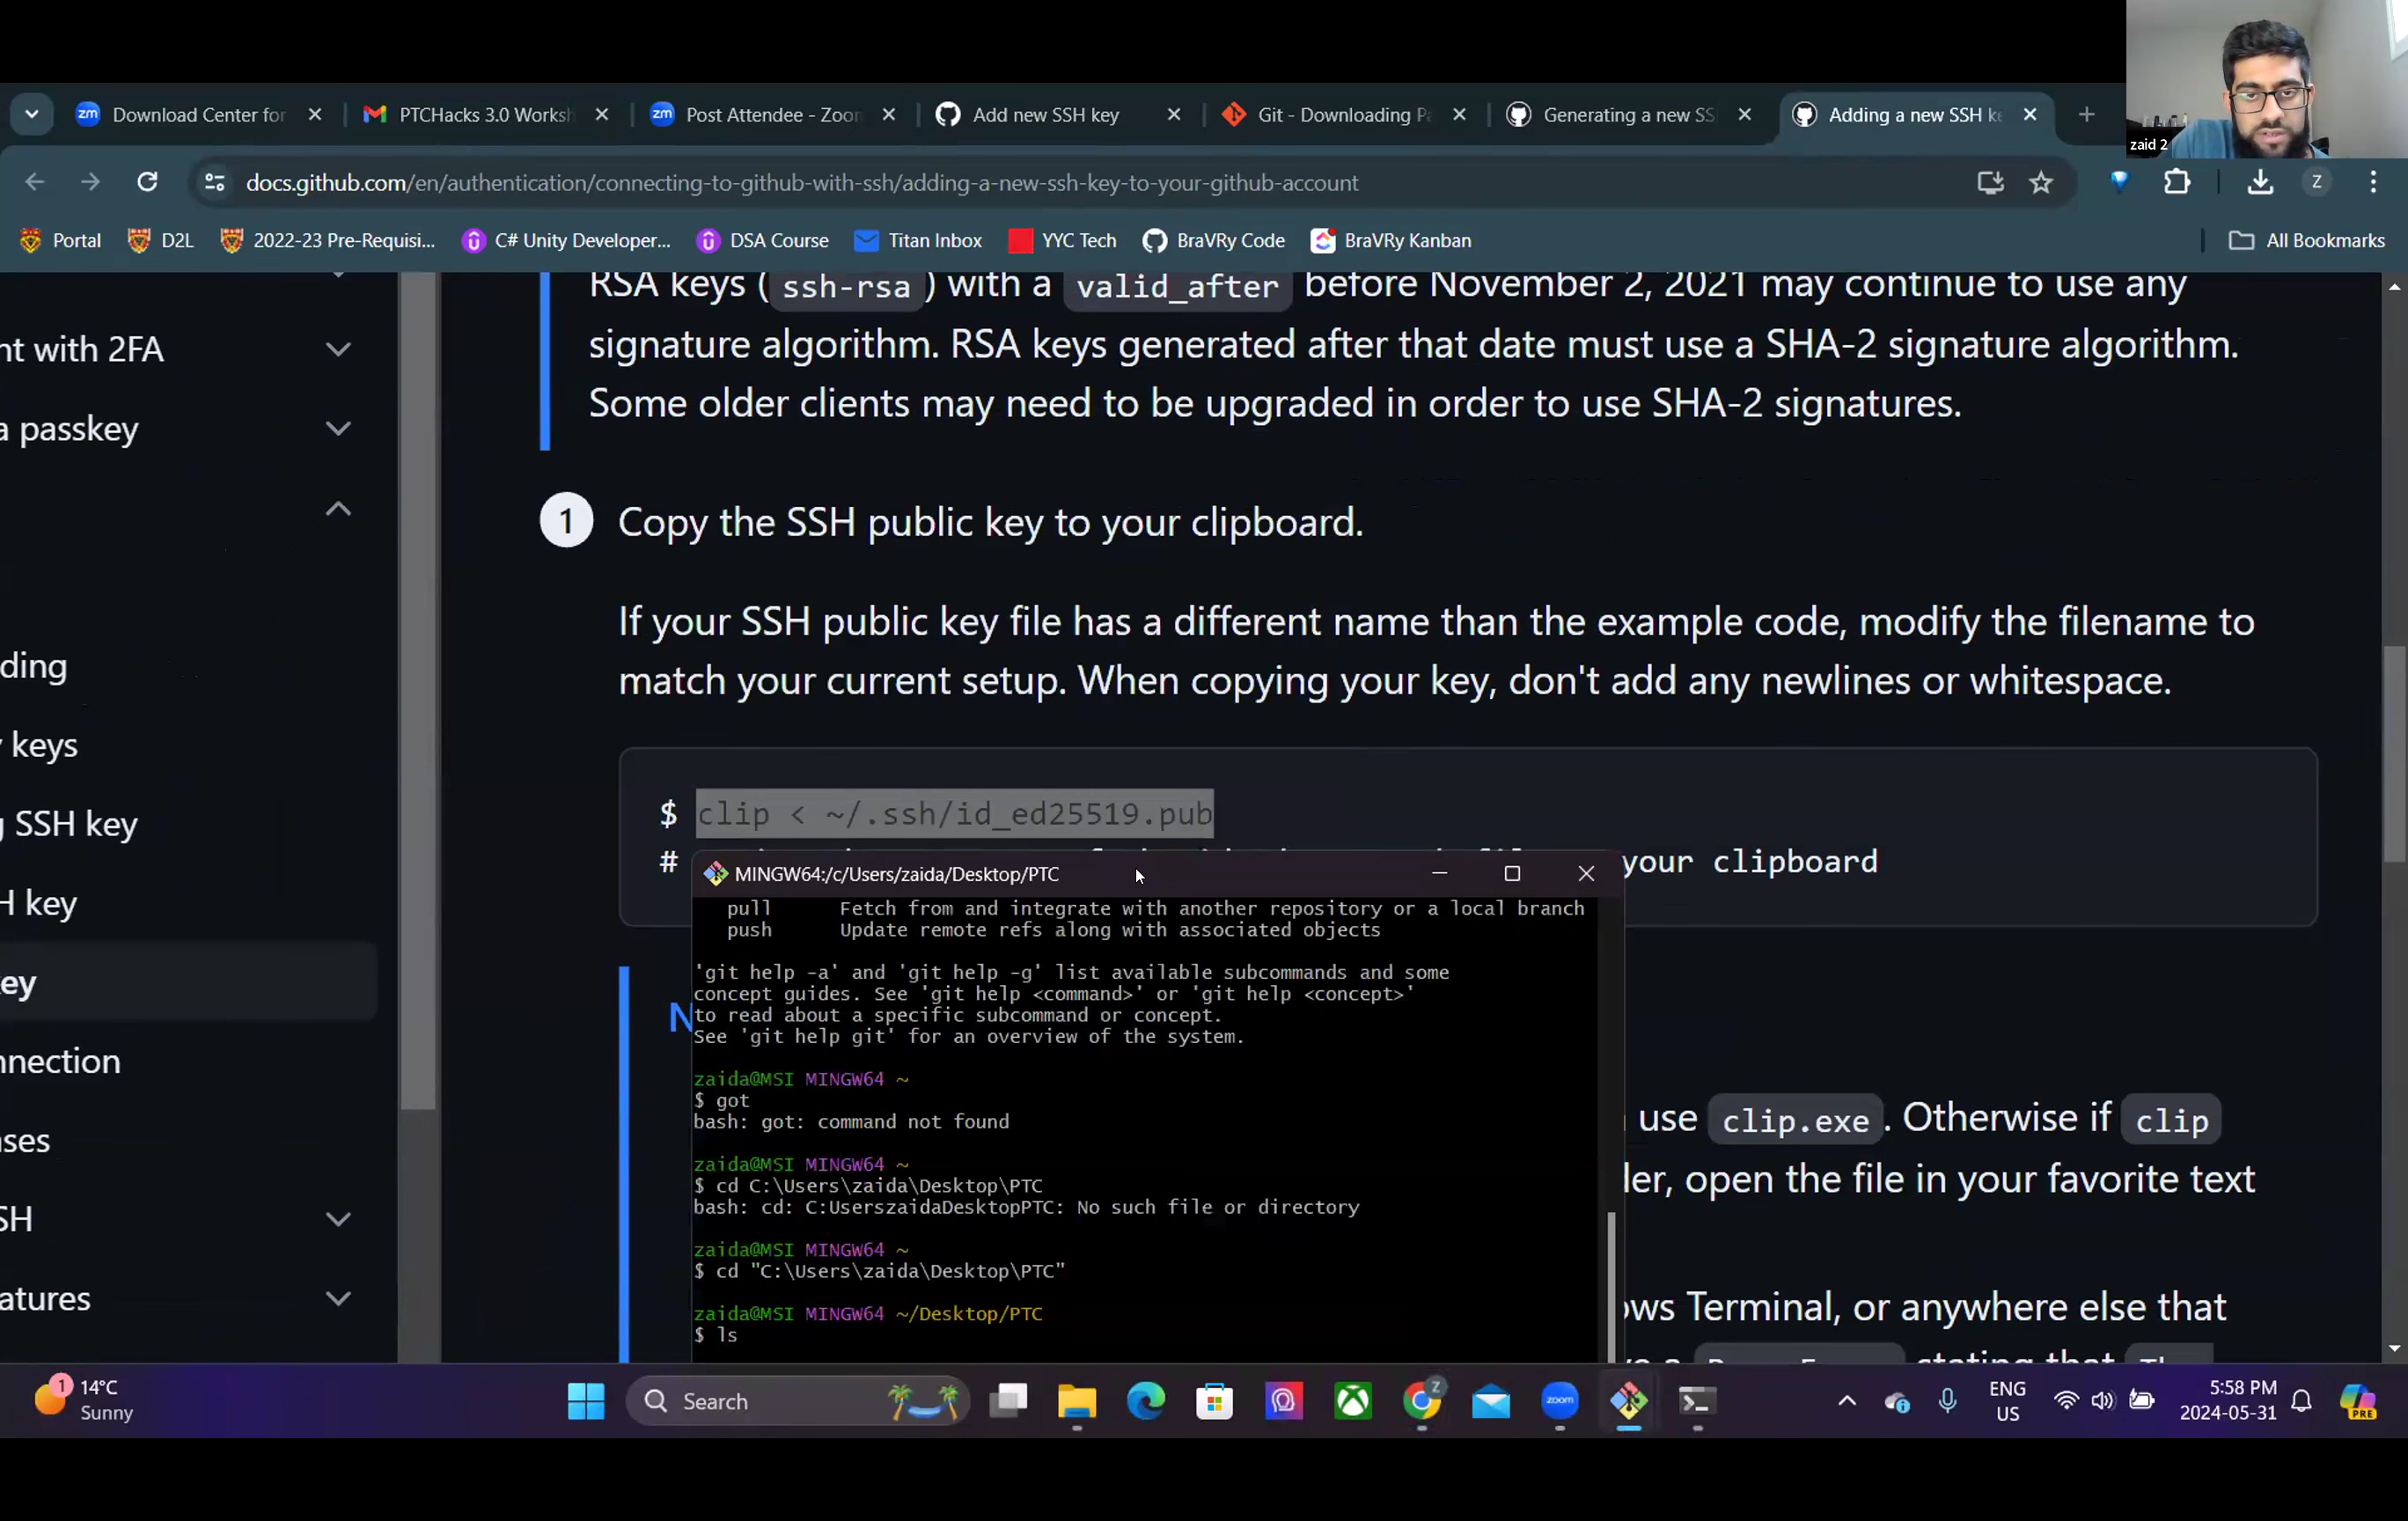 zaid 2
Download Center for
PTCHacks 3.0 Worksh
Post Attendee - Zoom
Add new SSH key
Git - Downloading Pa
Generating a new SS
Adding a new SSH ke
docs.github.com/en/authentication/connecting-to-github-with-ssh/adding-a-new-ssh-key-to-your-github-account
Z
Portal
D2L
2022-23 Pre-Requisi...
C# Unity Developer...
DSA Course
Titan Inbox
YYC Tech
BraVRy Code
BraVRy Kanban
All Bookmarks
nt with 2FA
a passkey
ding
keys
SSH key
H key
ey
nnection
ses
SH
atures
RSA keys ( ssh-rsa ) with a valid_after before November 2, 2021 may continue to use any
signature algorithm. RSA keys generated after that date must use a SHA-2 signature algorithm.
Some older clients may need to be upgraded in order to use SHA-2 signatures.
1 Copy the SSH public key to your clipboard.
If your SSH public key file has a different name than the example code, modify the filename to
match your current setup. When copying your key, don't add any newlines or whitespace.
$ clip < ~/.ssh/id_ed25519.pub
# your clipboard
N
use clip.exe. Otherwise if clip
der, open the file in your favorite text
ows Terminal, or anywhere else that
stating that
MINGW64:/c/Users/zaida/Desktop/PTC
pull Fetch from and integrate with another repository or a local branch
push Update remote refs along with associated objects
'git help -a' and 'git help -g' list available subcommands and some
concept guides. See 'git help <command>' or 'git help <concept>'
to read about a specific subcommand or concept.
See 'git help git' for an overview of the system.
zaida@MSI MINGW64 ~
$ got
bash: got: command not found
zaida@MSI MINGW64 ~
$ cd C:\Users\zaida\Desktop\PTC
bash: cd: C:UserszaidaDesktopPTC: No such file or directory
zaida@MSI MINGW64 ~
$ cd "C:\Users\zaida\Desktop\PTC"
zaida@MSI MINGW64 ~/Desktop/PTC
$ ls
1
14°C
Sunny
Search
Z
zoom
ENG
US
5:58 PM
2024-05-31
PRE